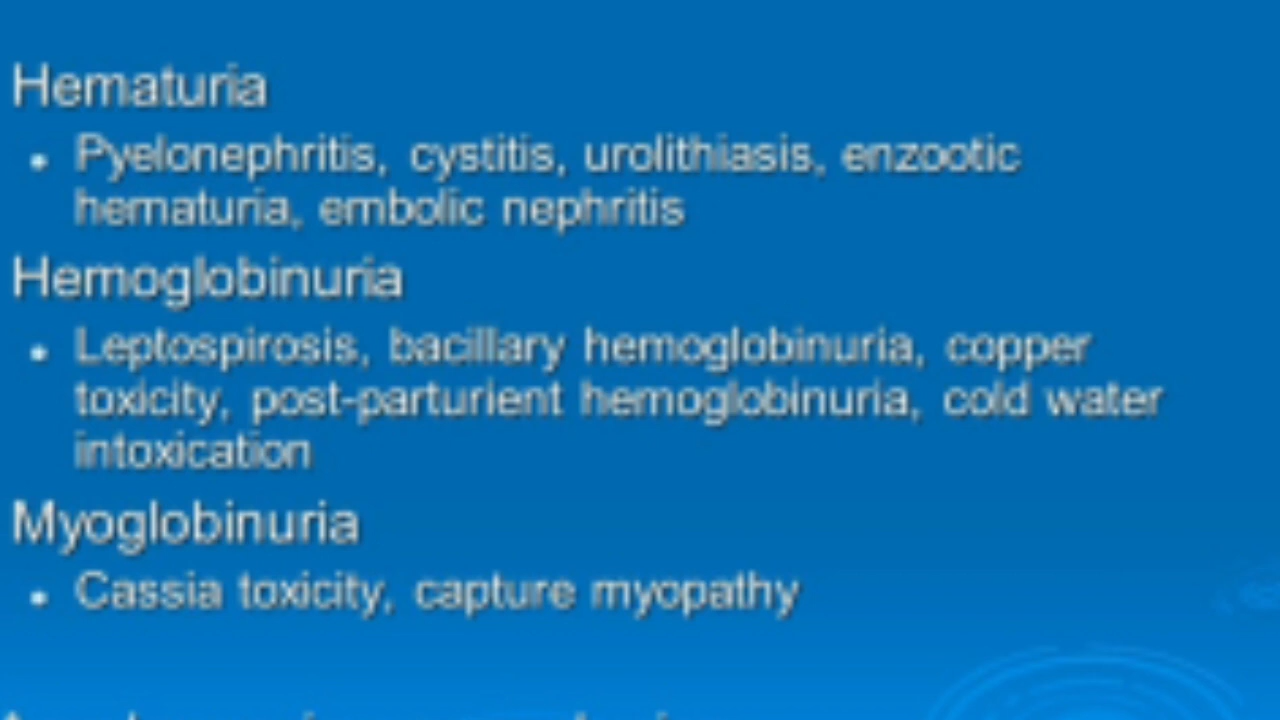 Hematuria
• Pyelonephritis, cystitis, urolithiasis, enzootic
hematuria, embolic nephritis
Hemoglobinuria
• Leptospirosis, bacillary hemoglobinuria, copper
toxicity, post-parturient hemoglobinuria, cold water
intoxication
Myoglobinuria
• Cassia toxicity, capture myopathy